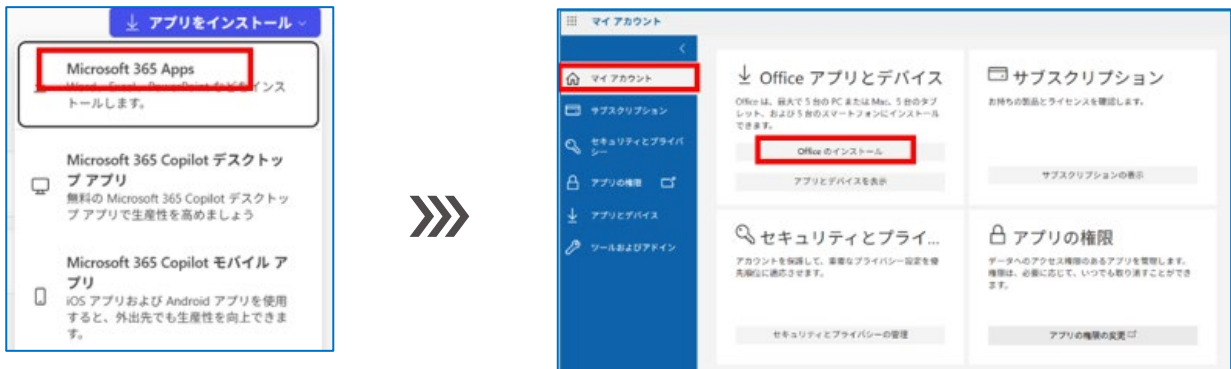 アプリをインストール
Microsoft 365 Apps
Word、Excel、PowerPoint などをインス
トールします。
Microsoft 365 Copilot デスクトッ
プ アプリ
無料の Microsoft 365 Copilot デスクトッ
プ アプリで生産性を高めましょう
Microsoft 365 Copilot モバイル ア
プリ
iOS アプリおよび Android アプリを使用
すると、外出先でも生産性を向上できま
す。
マイ アカウント
マイ アカウント
サブスクリプション
セキュリティとプライバ
シー
アプリの権限
アプリとデバイス
ツールおよびアドイン
Office アプリとデバイス
Office は、最大で 5 台の PC または Mac、5 台のタブ
レット、および 5 台のスマートフォンにインストール
できます。
Office のインストール
アプリとデバイスを表示
サブスクリプション
お持ちの製品とライセンスを確認します。
サブスクリプションの表示
セキュリティとプライ...
アカウントを保護して、重要なプライバシー設定を優
先順位に適応させます。
セキュリティとプライバシーの管理
アプリの権限
データへのアクセス権限のあるアプリを管理します。
権限は、必要に応じて、いつでも取り消すことができ
ます。
アプリの権限の変更